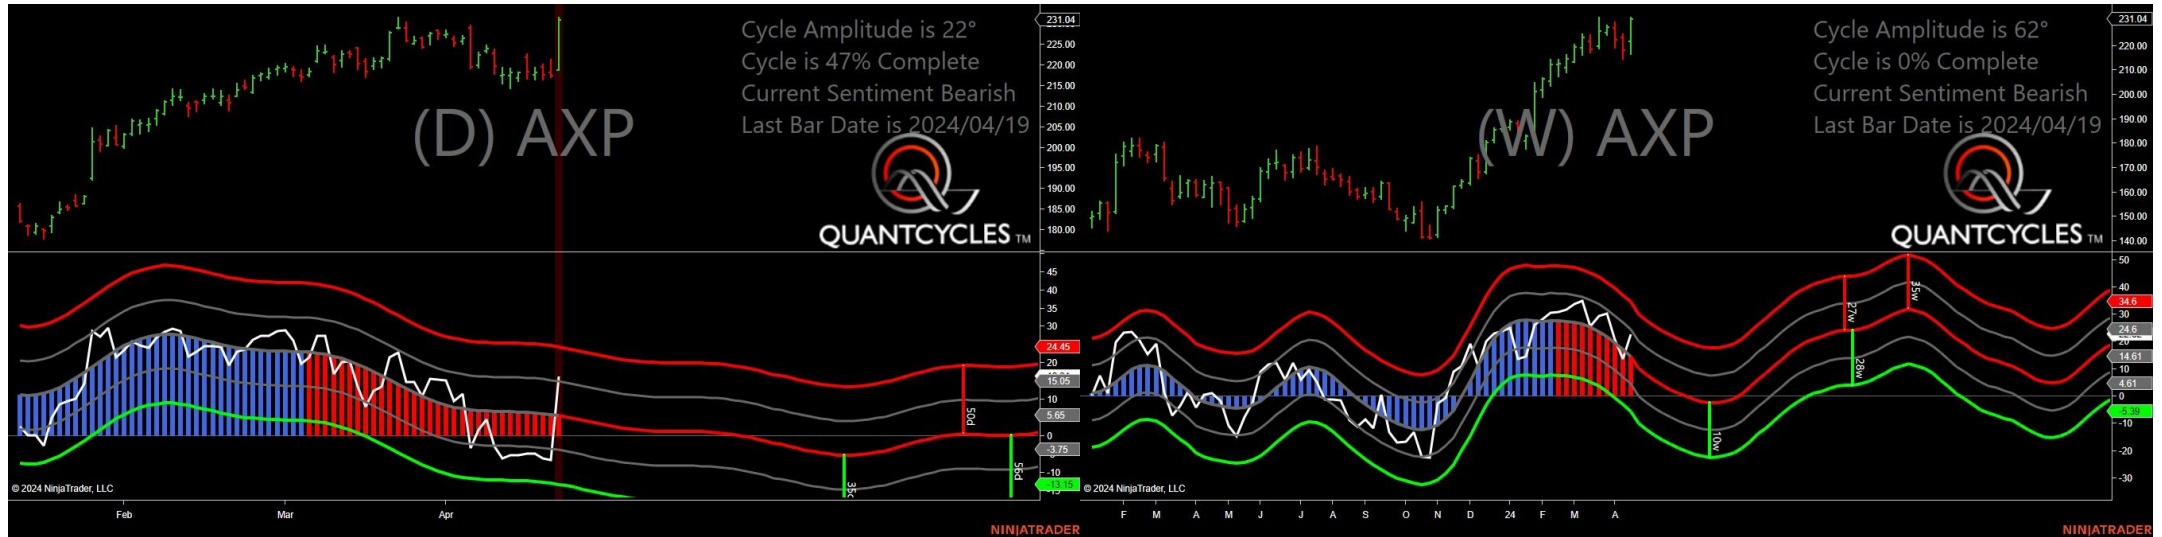 Cycle Amplitude is 22°
Cycle is 47% Complete
Current Sentiment Bearish
Last Bar Date is 2024/04/19
(D) AXP
QUANTCYCLES TM
231.04
225.00
220.00
215.00
210.00
205.00
200.00
195.00
190.00
185.00
180.00
45
40
35
30
24.45
20
15.05
10
5.65
0
-3.75
-10
-13.15
50d
56d
© 2024 NinjaTrader, LLC
Feb Mar Apr
NINJATRADER
Cycle Amplitude is 62°
Cycle is 0% Complete
Current Sentiment Bearish
Last Bar Date is 2024/04/19
(W) AXP
QUANTCYCLES TM
231.04
220.00
210.00
200.00
190.00
180.00
170.00
160.00
150.00
140.00
50
40
34.6
30
24.6
20
14.61
10
4.61
0
-5.39
-10
-20
-30
27w
28w
35w
10w
© 2024 NinjaTrader, LLC
F M A M J J A S O N D 24 F M A
NINJATRADER